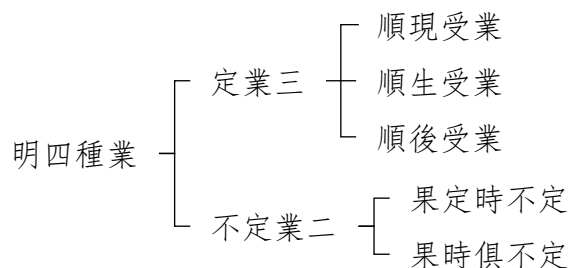 明四種業
定業三
順現受業
順生受業
順後受業
不定業二
果定時不定
果時俱不定